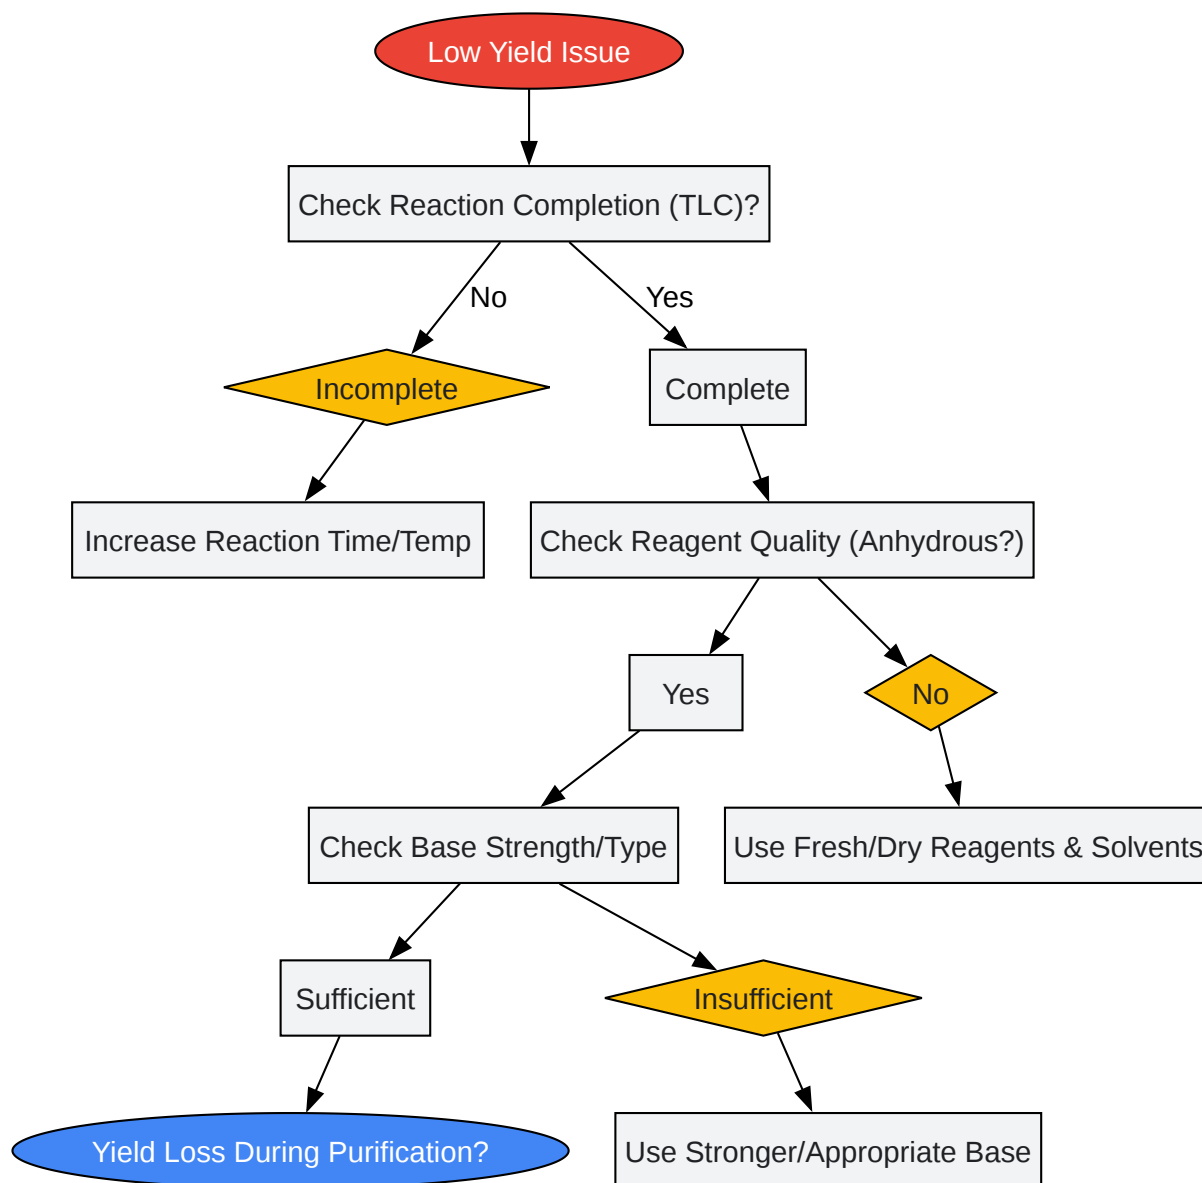 Low Yield Issue
Check Reaction Completion (TLC)?
No
Yes
Incomplete
Complete
Increase Reaction Time/Temp
Check Reagent Quality (Anhydrous?)
Yes
No
Check Base Strength/Type
Use Fresh/Dry Reagents & Solvents
Sufficient
Insufficient
Yield Loss During Purification?
Use Stronger/Appropriate Base